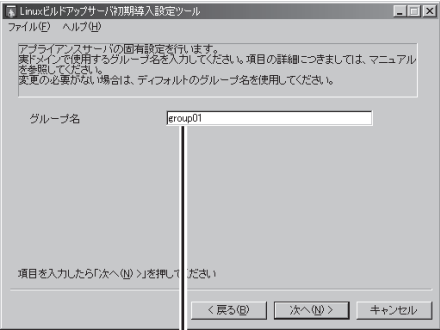 Linuxビルドアップサーバ初期導入設定ツール
ファイル(F) ヘルプ(H)
アプライアンスサーバの固有設定を行います。
実ドメインで使用するグループ名を入力してください。項目の詳細につきましては、マニュアル
を参照してください。
変更の必要がない場合は、ディフォルトのグループ名を使用してください。
グループ名 group01
項目を入力したら「次へ(N) >」を押してください
< 戻る(B) 次へ(N) > キャンセル